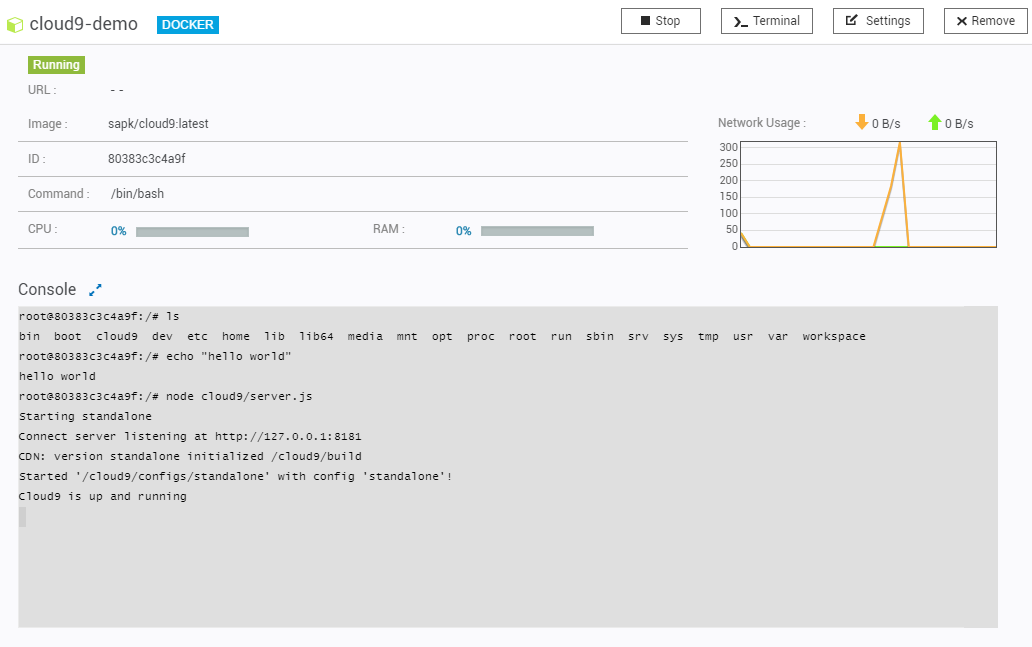 cloud9-demo DOCKER Stop Terminal Settings Remove
Running
URL : - -
Image : sapk/cloud9:latest
ID : 80383c3c4a9f
Command : /bin/bash
CPU : 0% RAM : 0%
Network Usage : 0 B/s 0 B/s
300
250
200
150
100
50
0
Console
root@80383c3c4a9f:/# ls
bin boot cloud9 dev etc home lib lib64 media mnt opt proc root run sbin srv sys tmp usr var workspace
root@80383c3c4a9f:/# echo "hello world"
hello world
root@80383c3c4a9f:/# node cloud9/server.js
Starting standalone
Connect server listening at http://127.0.0.1:8181
CDN: version standalone initialized /cloud9/build
Started '/cloud9/configs/standalone' with config 'standalone'!
Cloud9 is up and running